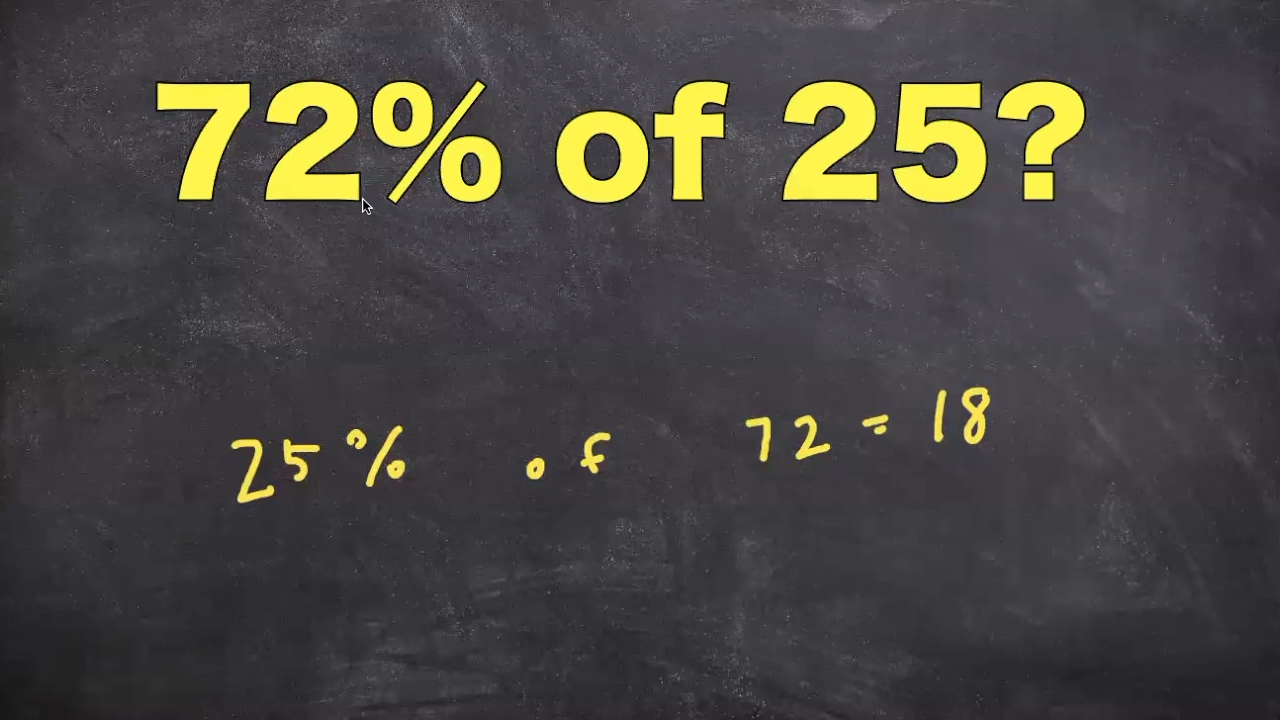 72% of 25?
25% of 72 = 18